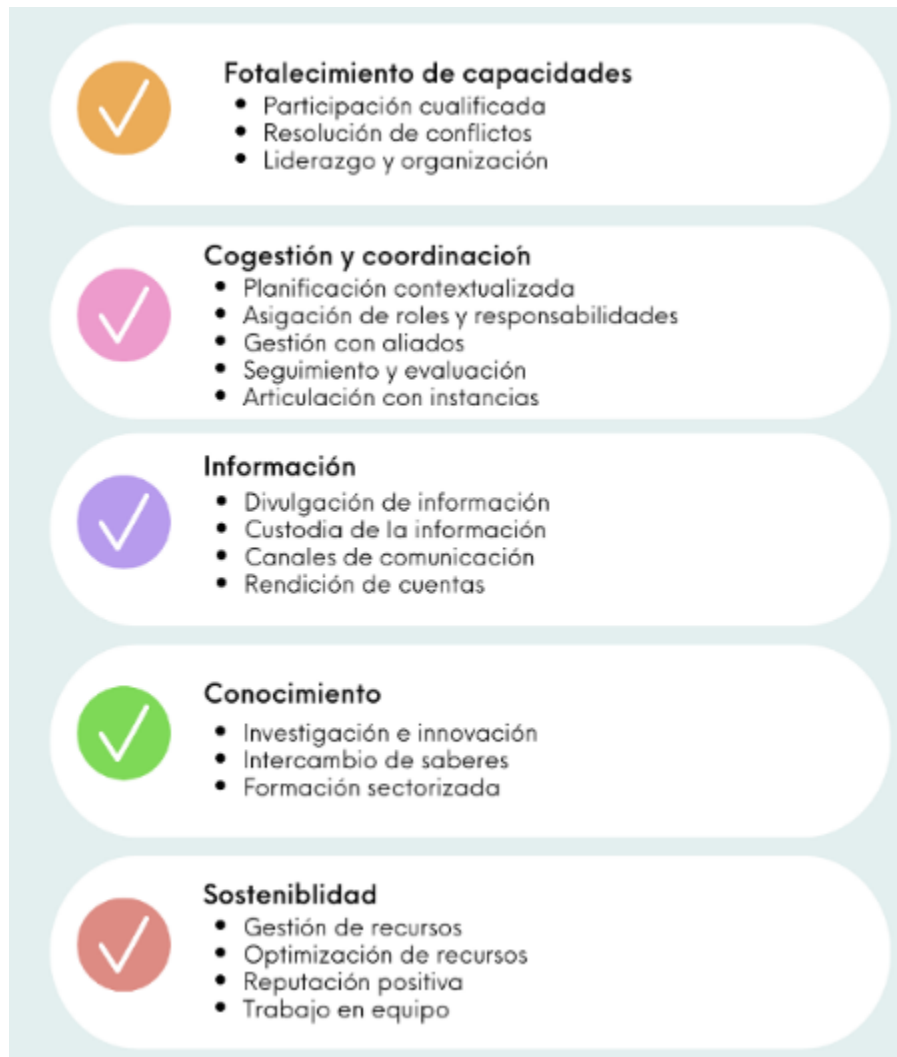 Fotalecimiento de capacidades
• Participación cualificada
• Resolución de conflictos
• Liderazgo y organización
Cogestión y coordinación
• Planificación contextualizada
• Asigación de roles y responsabilidades
• Gestión con aliados
• Seguimiento y evaluación
• Articulación con instancias
Información
• Divulgación de información
• Custodia de la información
• Canales de comunicación
• Rendición de cuentas
Conocimiento
• Investigación e innovación
• Intercambio de saberes
• Formación sectorizada
Sosteniblidad
• Gestión de recursos
• Optimización de recursos
• Reputación positiva
• Trabajo en equipo